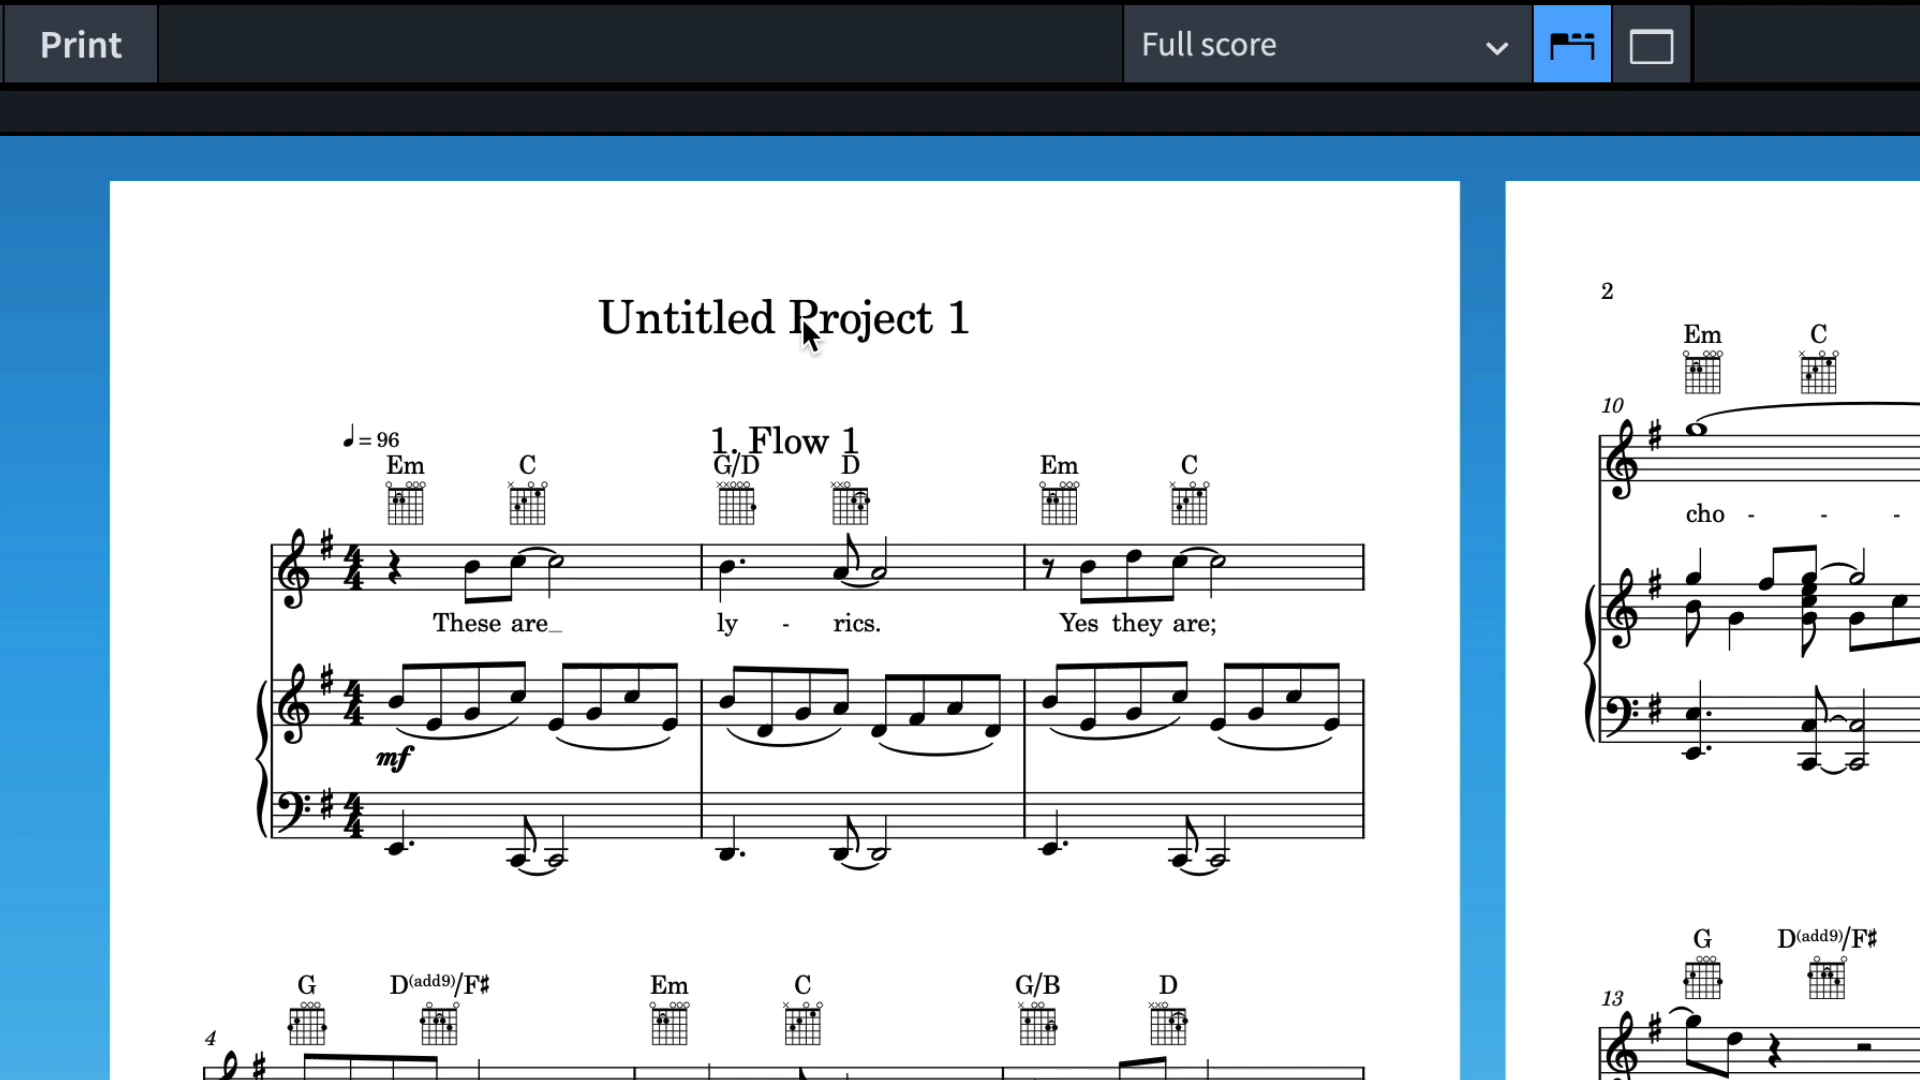 Print
Full score
Untitled Project 1
= 96
1. Flow 1
Em C G/D D Em C
These are_ ly - rics. Yes they are;
mf
G D(add9)/F♯ Em C G/B D
4
2
Em C
10
cho - - -
G D(add9)/F♯
13